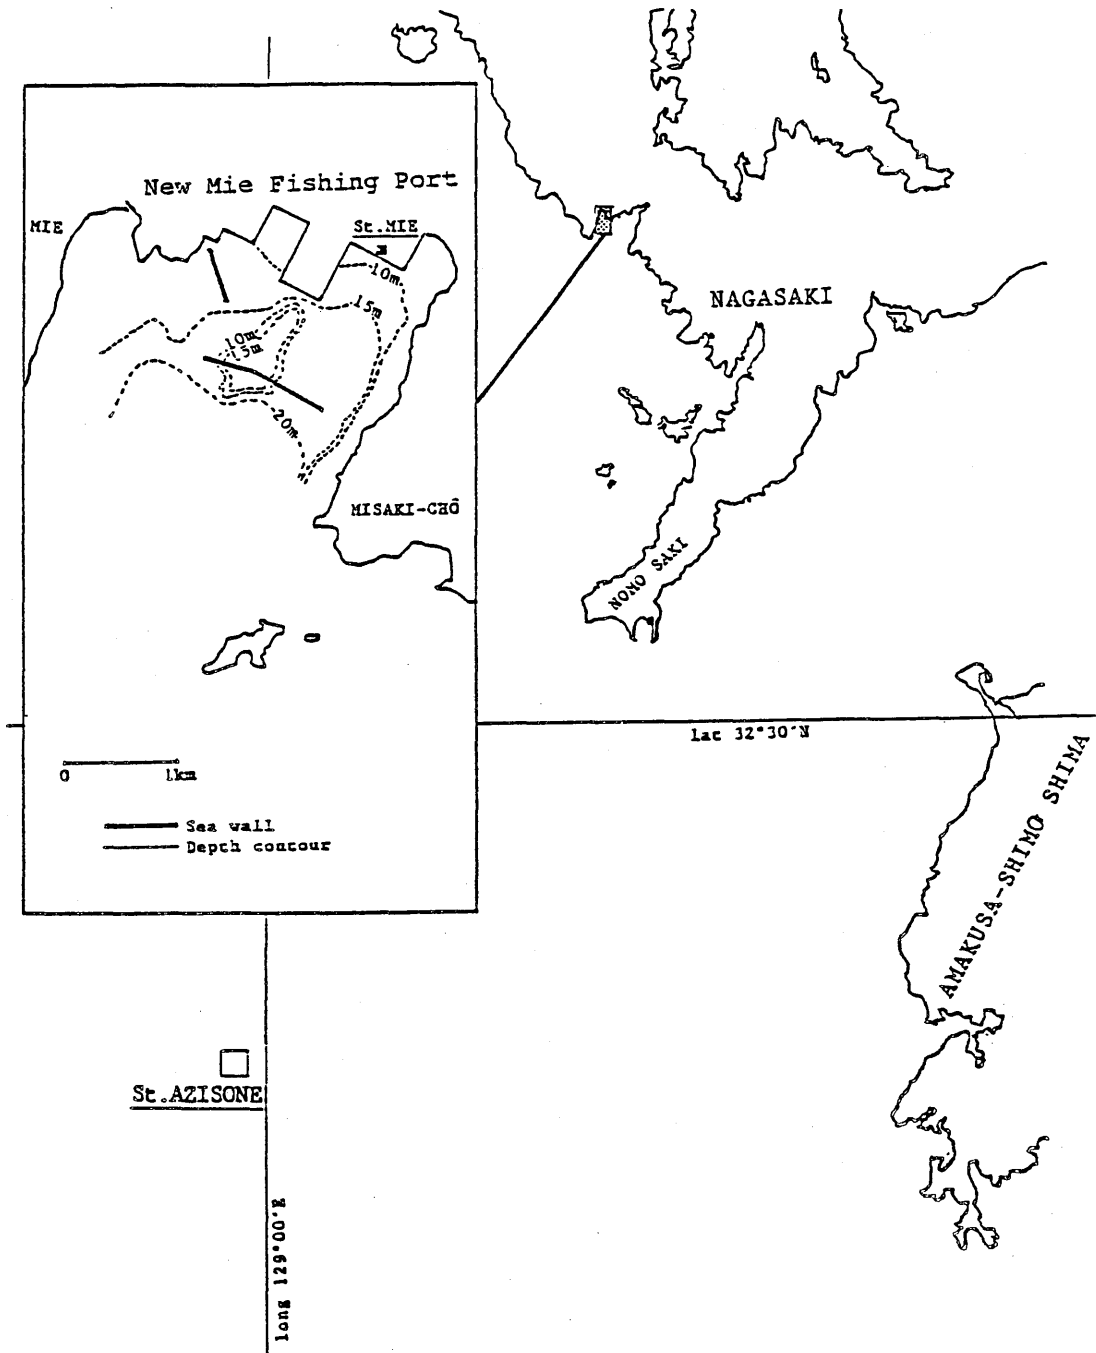 New Mie Fishing Port
MIE
St.MIE
10m
15m
10m
15m
20m
MISAKI-CHŌ
0 1km
Sea wall
Depth contour
NAGASAKI
NOMO SAKI
lat 32°30'N
AMAKUSA-SHIMO SHIMA
St.AZISONE
long 129°00'E